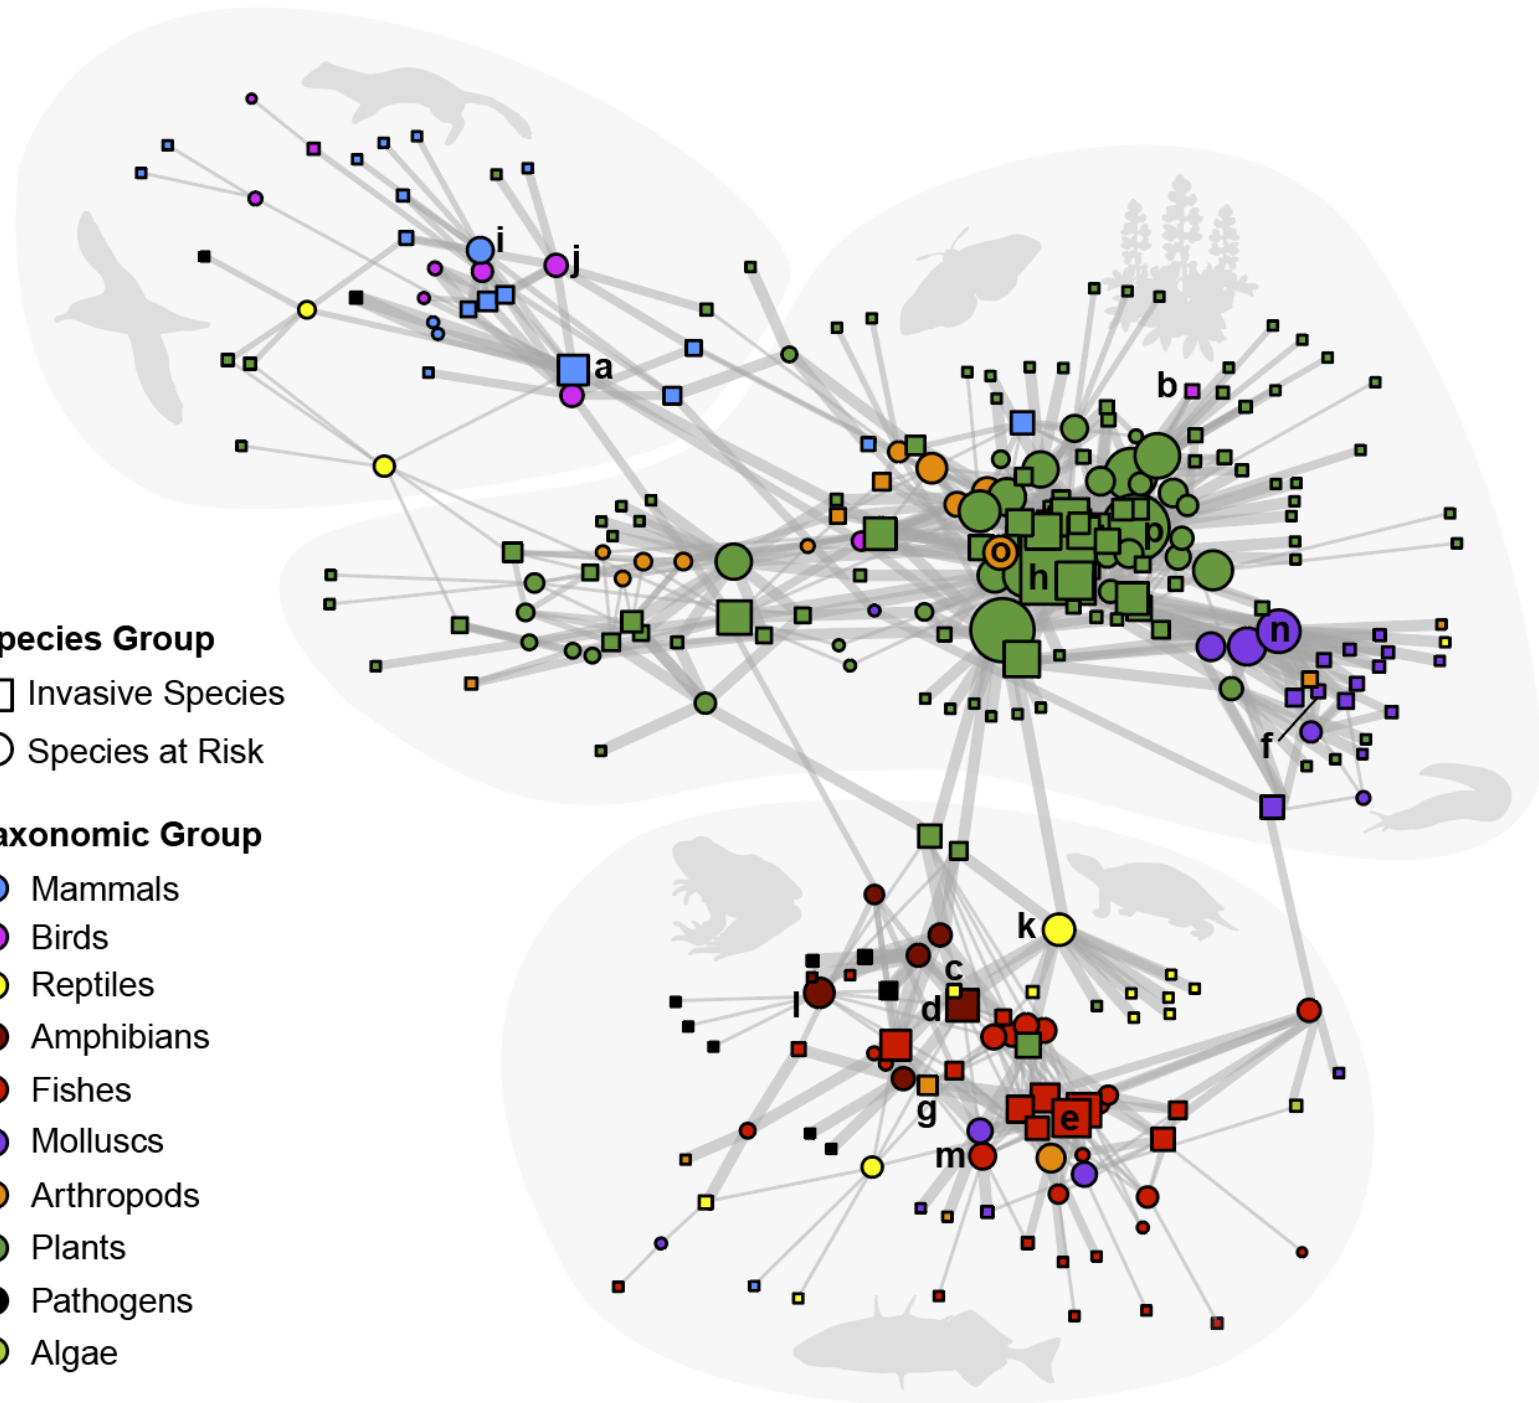 i
j
a
b
o
p
h
n
f
pecies Group
Invasive Species
Species at Risk
axonomic Group
Mammals
Birds
Reptiles
Amphibians
Fishes
Molluscs
Arthropods
Plants
Pathogens
Algae
k
c
l
d
g
e
m